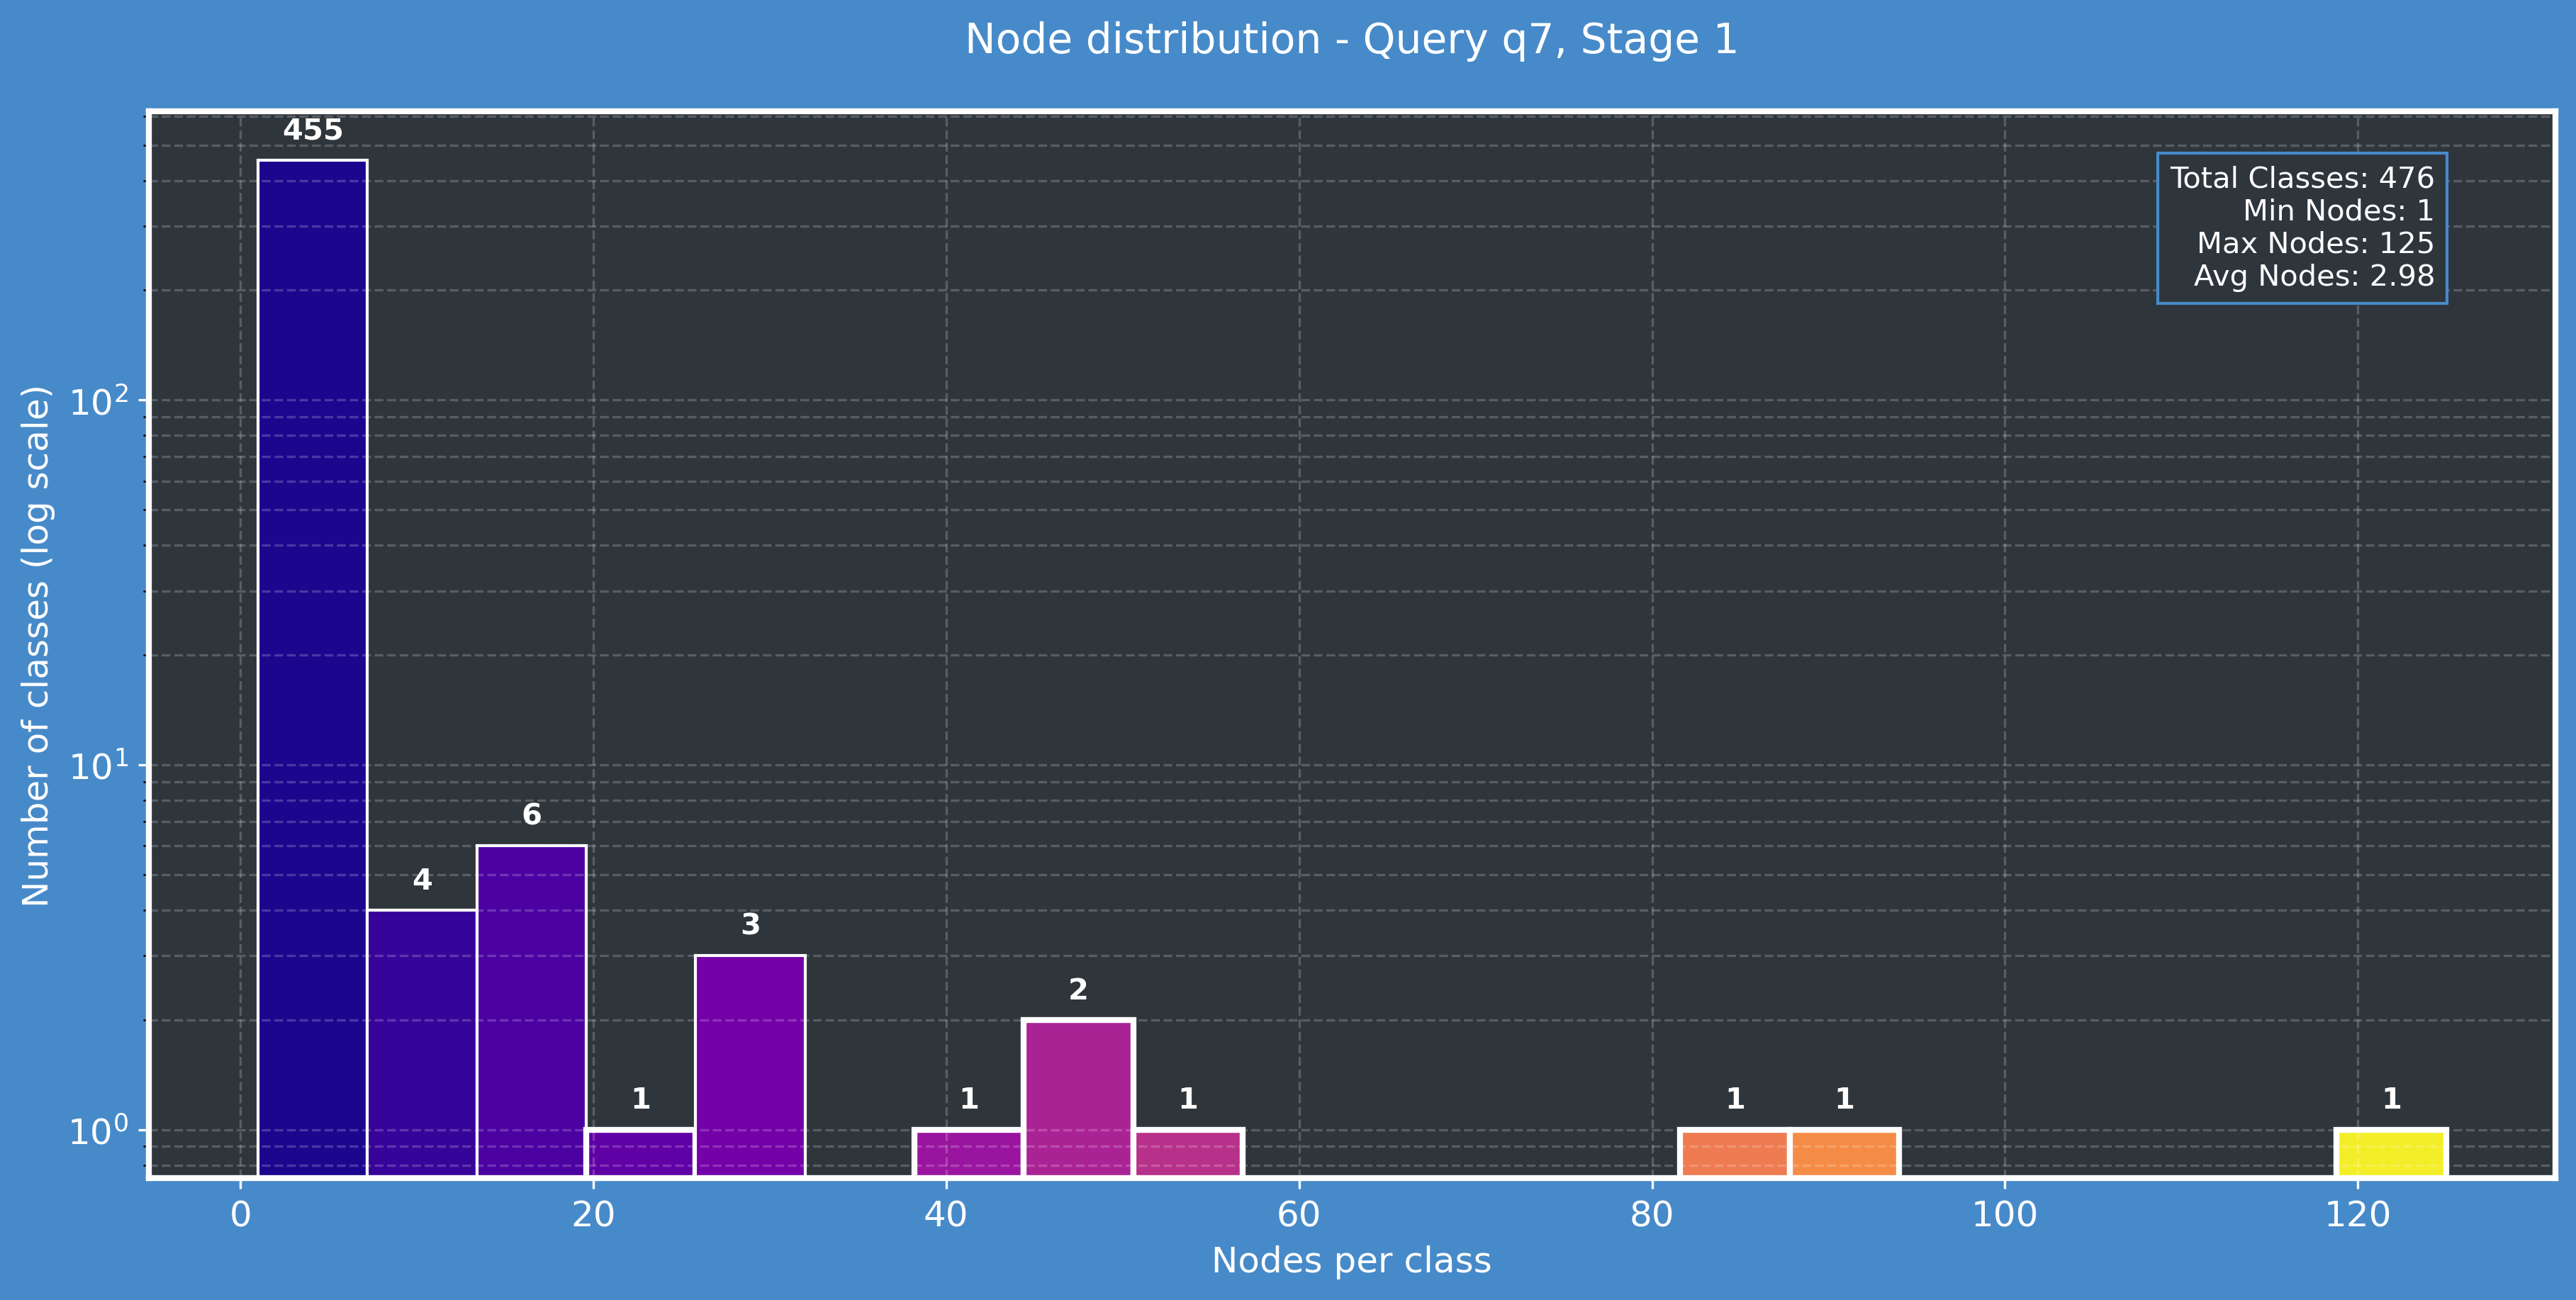 Node distribution - Query q7, Stage 1
455
Total Classes: 476
Min Nodes: 1
Max Nodes: 125
Avg Nodes: 2.98
Number of classes (log scale)
10²
10¹
10⁰
4
6
1
3
1
2
1
1
1
1
0 20 40 60 80 100 120
Nodes per class